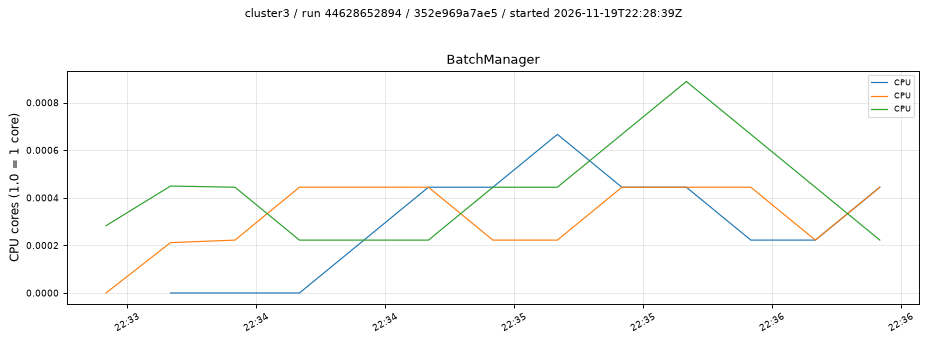 cluster3 / run 44628652894 / 352e969a7ae5 / started 2026-11-19T22:28:39Z
BatchManager
CPU cores (1.0 = 1 core)
0.0008
0.0006
0.0004
0.0002
0.0000
CPU
CPU
CPU
22:33
22:34
22:34
22:35
22:35
22:36
22:36